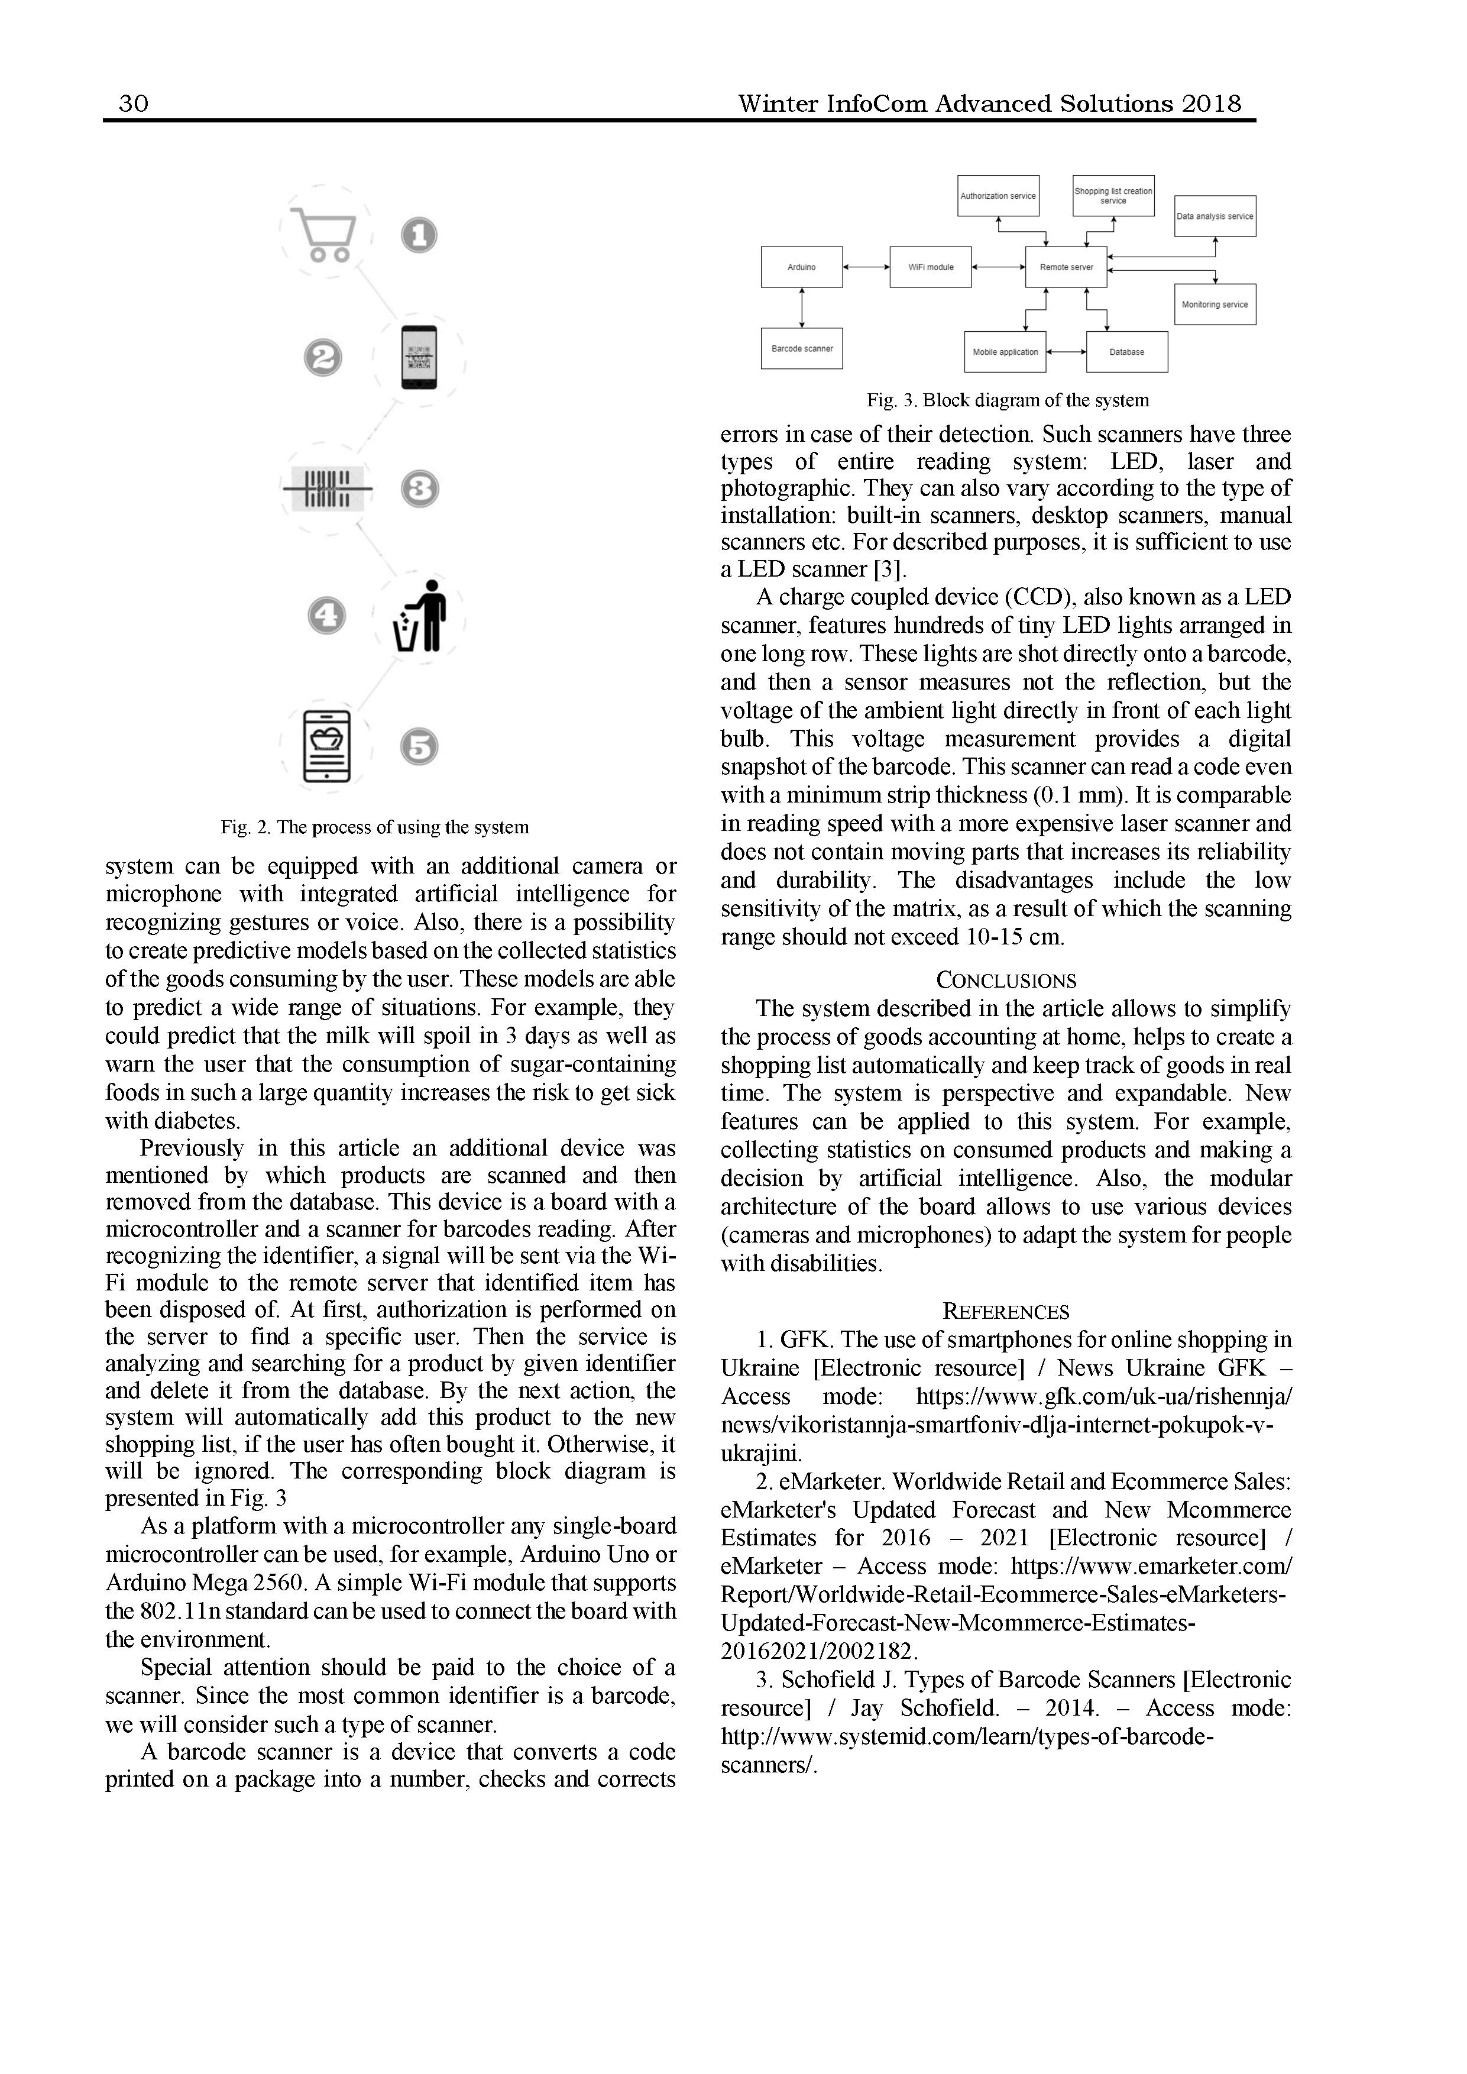 30
Winter InfoCom Advanced Solutions 2018
1
2
3
4
5
Fig. 2. The process of using the system
system can be equipped with an additional camera or
microphone with integrated artificial intelligence for
recognizing gestures or voice. Also, there is a possibility
to create predictive models based on the collected statistics
of the goods consuming by the user. These models are able
to predict a wide range of situations. For example, they
could predict that the milk will spoil in 3 days as well as
warn the user that the consumption of sugar-containing
foods in such a large quantity increases the risk to get sick
with diabetes.
Previously in this article an additional device was
mentioned by which products are scanned and then
removed from the database. This device is a board with a
microcontroller and a scanner for barcodes reading. After
recognizing the identifier, a signal will be sent via the Wi-
Fi module to the remote server that identified item has
been disposed of. At first, authorization is performed on
the server to find a specific user. Then the service is
analyzing and searching for a product by given identifier
and delete it from the database. By the next action, the
system will automatically add this product to the new
shopping list, if the user has often bought it. Otherwise, it
will be ignored. The corresponding block diagram is
presented in Fig. 3
As a platform with a microcontroller any single-board
microcontroller can be used, for example, Arduino Uno or
Arduino Mega 2560. A simple Wi-Fi module that supports
the 802.11n standard can be used to connect the board with
the environment.
Special attention should be paid to the choice of a
scanner. Since the most common identifier is a barcode,
we will consider such a type of scanner.
A barcode scanner is a device that converts a code
printed on a package into a number, checks and corrects
Authorization service
Shopping list creation
service
Data analysis service
Arduino
WiFi module
Remote server
Monitoring service
Barcode scanner
Mobile application
Database
Fig. 3. Block diagram of the system
errors in case of their detection. Such scanners have three
types of entire reading system: LED, laser and
photographic. They can also vary according to the type of
installation: built-in scanners, desktop scanners, manual
scanners etc. For described purposes, it is sufficient to use
a LED scanner [3].
A charge coupled device (CCD), also known as a LED
scanner, features hundreds of tiny LED lights arranged in
one long row. These lights are shot directly onto a barcode,
and then a sensor measures not the reflection, but the
voltage of the ambient light directly in front of each light
bulb. This voltage measurement provides a digital
snapshot of the barcode. This scanner can read a code even
with a minimum strip thickness (0.1 mm). It is comparable
in reading speed with a more expensive laser scanner and
does not contain moving parts that increases its reliability
and durability. The disadvantages include the low
sensitivity of the matrix, as a result of which the scanning
range should not exceed 10-15 cm.
CONCLUSIONS
The system described in the article allows to simplify
the process of goods accounting at home, helps to create a
shopping list automatically and keep track of goods in real
time. The system is perspective and expandable. New
features can be applied to this system. For example,
collecting statistics on consumed products and making a
decision by artificial intelligence. Also, the modular
architecture of the board allows to use various devices
(cameras and microphones) to adapt the system for people
with disabilities.
REFERENCES
1. GFK. The use of smartphones for online shopping in
Ukraine [Electronic resource] / News Ukraine GFK –
Access mode: https://www.gfk.com/uk-ua/rishennja/
news/vikoristannja-smartfoniv-dlja-internet-pokupok-v-
ukrajini.
2. eMarketer. Worldwide Retail and Ecommerce Sales:
eMarketer's Updated Forecast and New Mcommerce
Estimates for 2016 – 2021 [Electronic resource] /
eMarketer – Access mode: https://www.emarketer.com/
Report/Worldwide-Retail-Ecommerce-Sales-eMarketers-
Updated-Forecast-New-Mcommerce-Estimates-
20162021/2002182.
3. Schofield J. Types of Barcode Scanners [Electronic
resource] / Jay Schofield. – 2014. – Access mode:
http://www.systemid.com/learn/types-of-barcode-
scanners/.